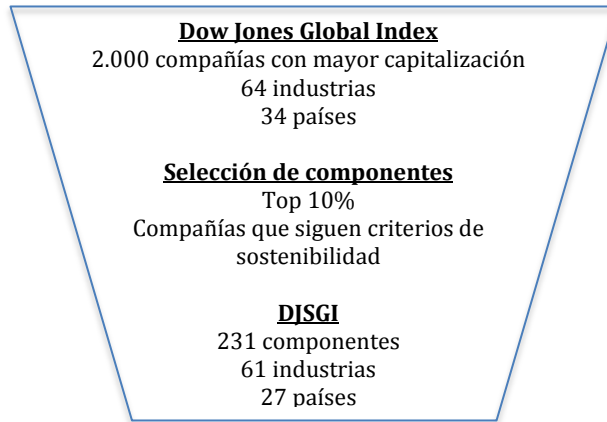 Dow Jones Global Index
2.000 compañías con mayor capitalización
64 industrias
34 países
Selección de componentes
Top 10%
Compañías que siguen criterios de
sostenibilidad
DJSGI
231 componentes
61 industrias
27 países